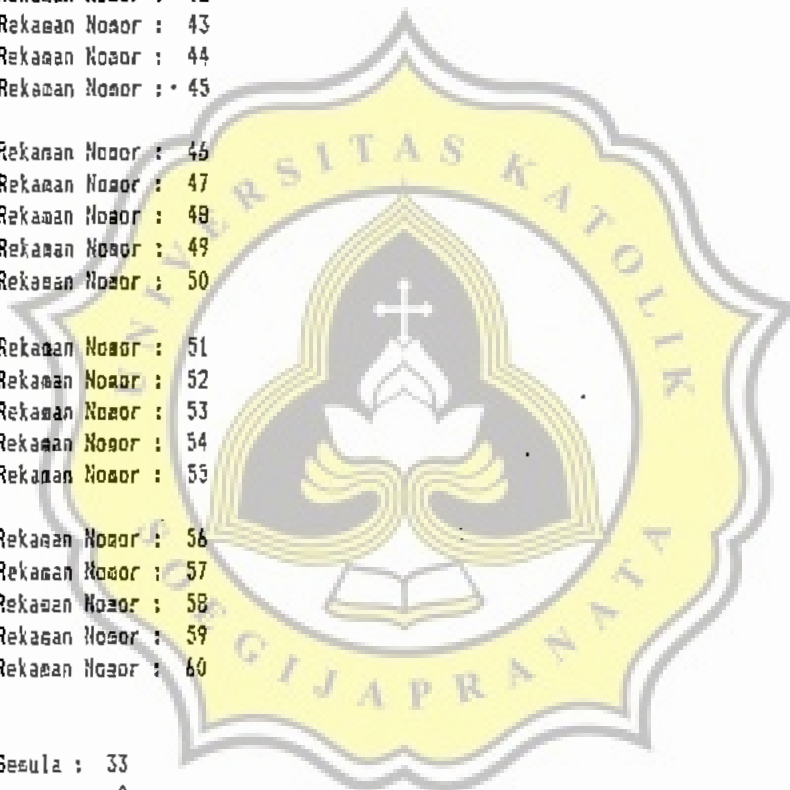 Rekaman Nomor : 43
Rekaman Nomor : 44
Rekaman Nomor : 45
Rekaman Nomor : 46
Rekaman Nomor : 47
Rekaman Nomor : 48
Rekaman Nomor : 49
Rekaman Nomor : 50
Rekaman Nomor : 51
Rekaman Nomor : 52
Rekaman Nomor : 53
Rekaman Nomor : 54
Rekaman Nomor : 55
Rekaman Nomor : 56
Rekaman Nomor : 57
Rekaman Nomor : 58
Rekaman Nomor : 59
Rekaman Nomor : 60
Semula : 33
UNIVERSITAS KATOLIK
SOEGIJAPRANATA